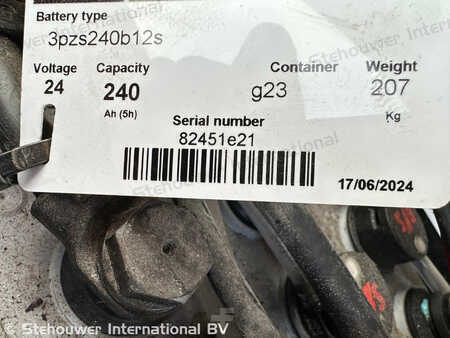 Battery type
3pzs240b12s
Voltage Capacity Container Weight
24 240 g23 207
Ah (5h) Kg
Serial number
82451e21
17/06/2024
© Stehouwer International BV